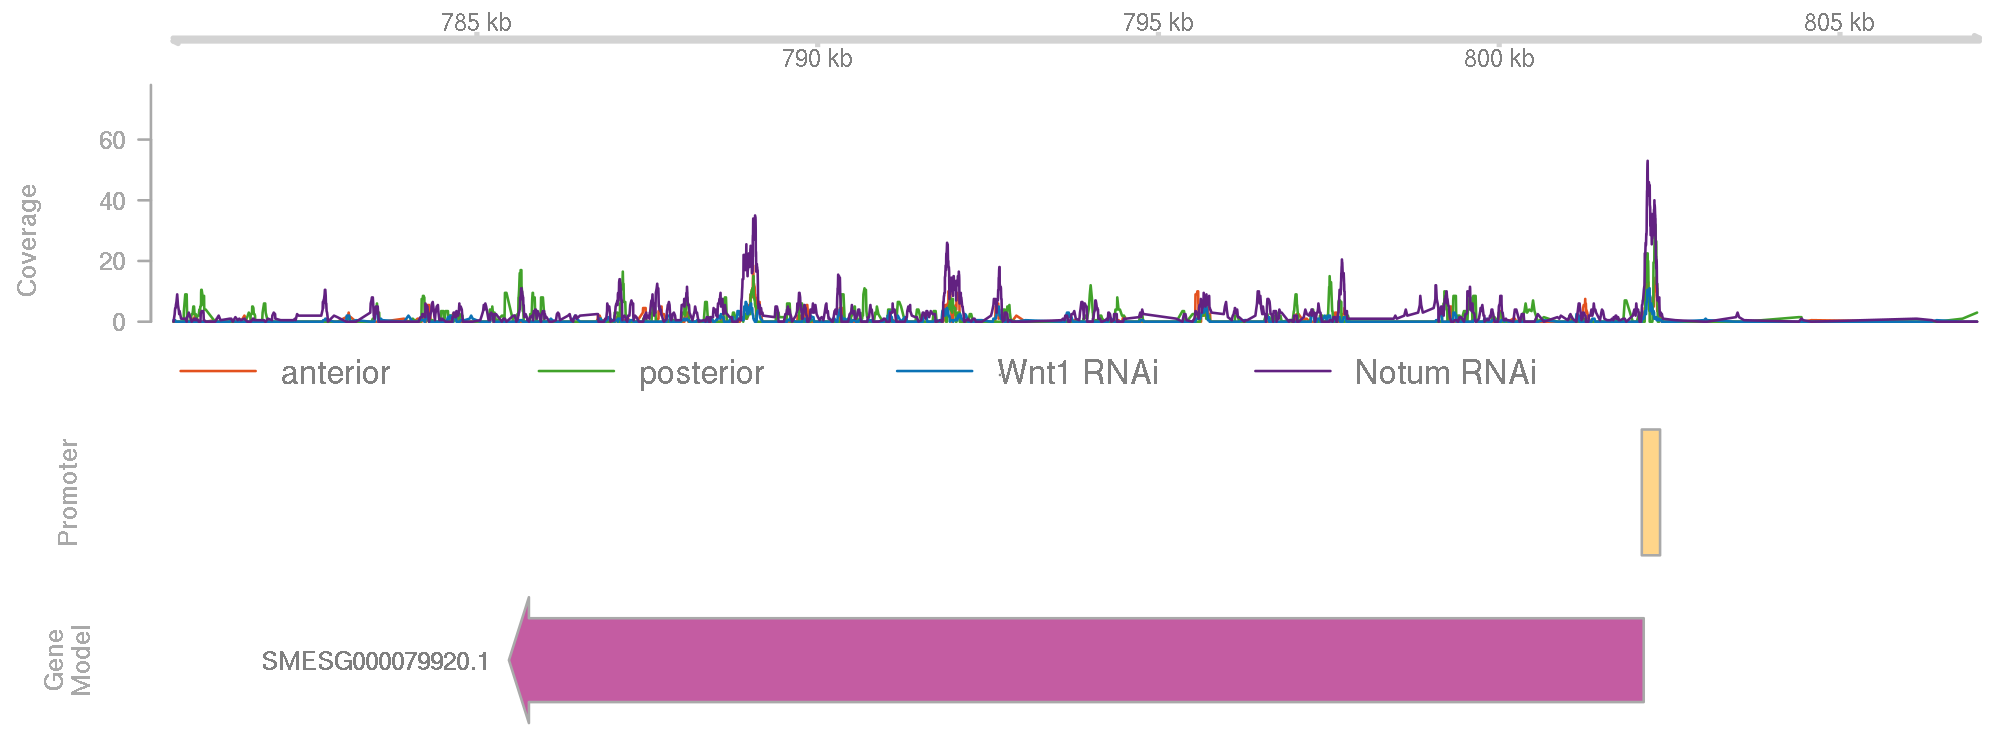 785 kb
795 kb
805 kb
790 kb
800 kb
Coverage
60
40
20
0
anterior
posterior
Wnt1 RNAi
Notum RNAi
Promoter
Gene
Model
SMESG000079920.1